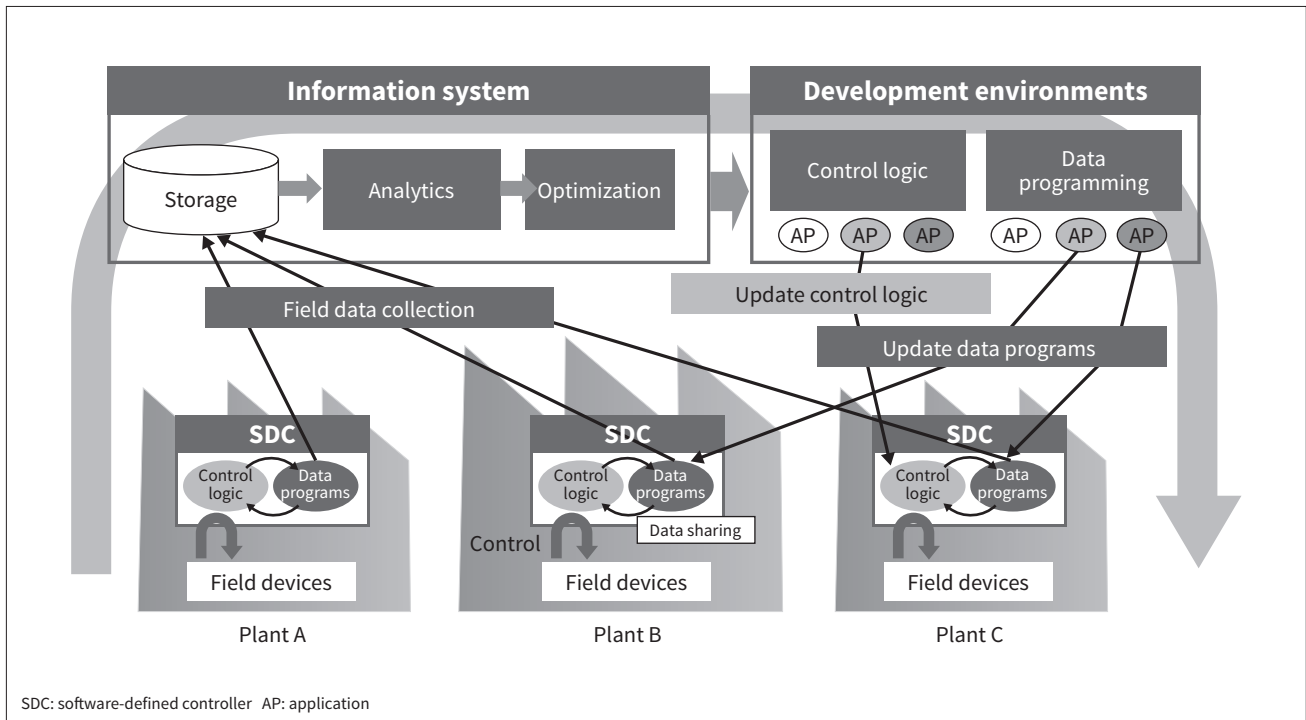 Information system
Development environments
Storage
Analytics
Optimization
Control logic
Data
programming
AP
AP
AP
AP
AP
AP
Field data collection
Update control logic
Update data programs
SDC
Control
logic
Data
programs
Field devices
Plant A
SDC
Control
logic
Data
programs
Data sharing
Control
Field devices
Plant B
SDC
Control
logic
Data
programs
Field devices
Plant C
SDC: software-defined controller AP: application